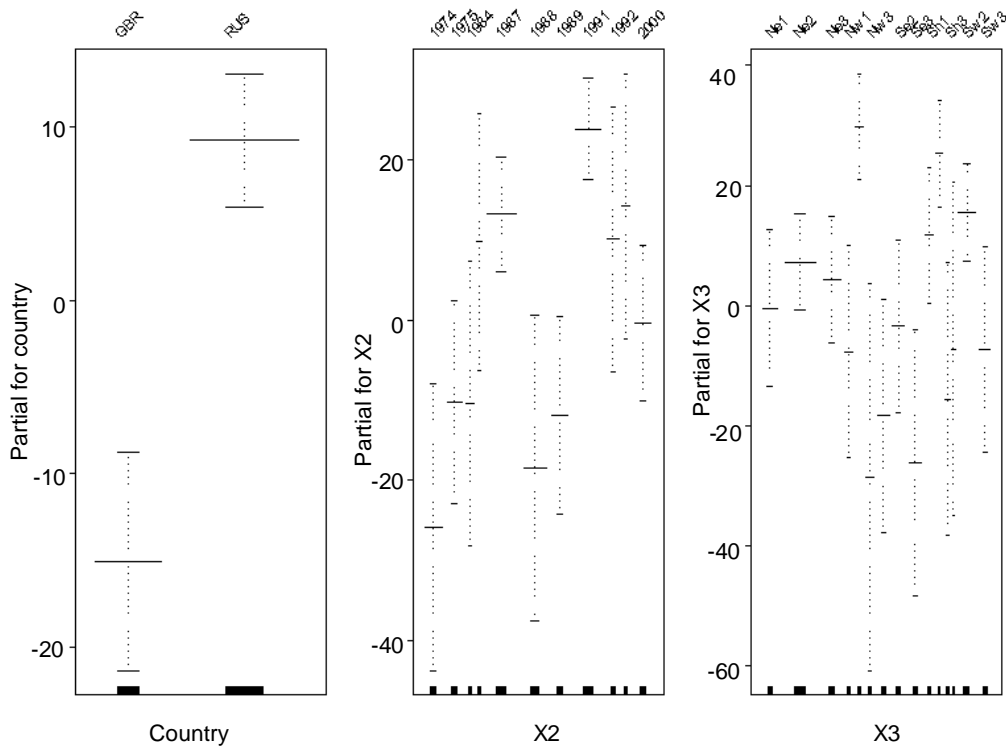 GBR RUS
Partial for country
10
0
-10
-20
Country
1974 1975 1984 1987 1988 1989 1991 1992 2000
Partial for X2
20
0
-20
-40
X2
Ne1 Ne2 Ne3 Nw1 Nw3 Se2 Se3 Sh1 Sh3 Sw2 Sw3
Partial for X3
40
20
0
-20
-40
-60
X3